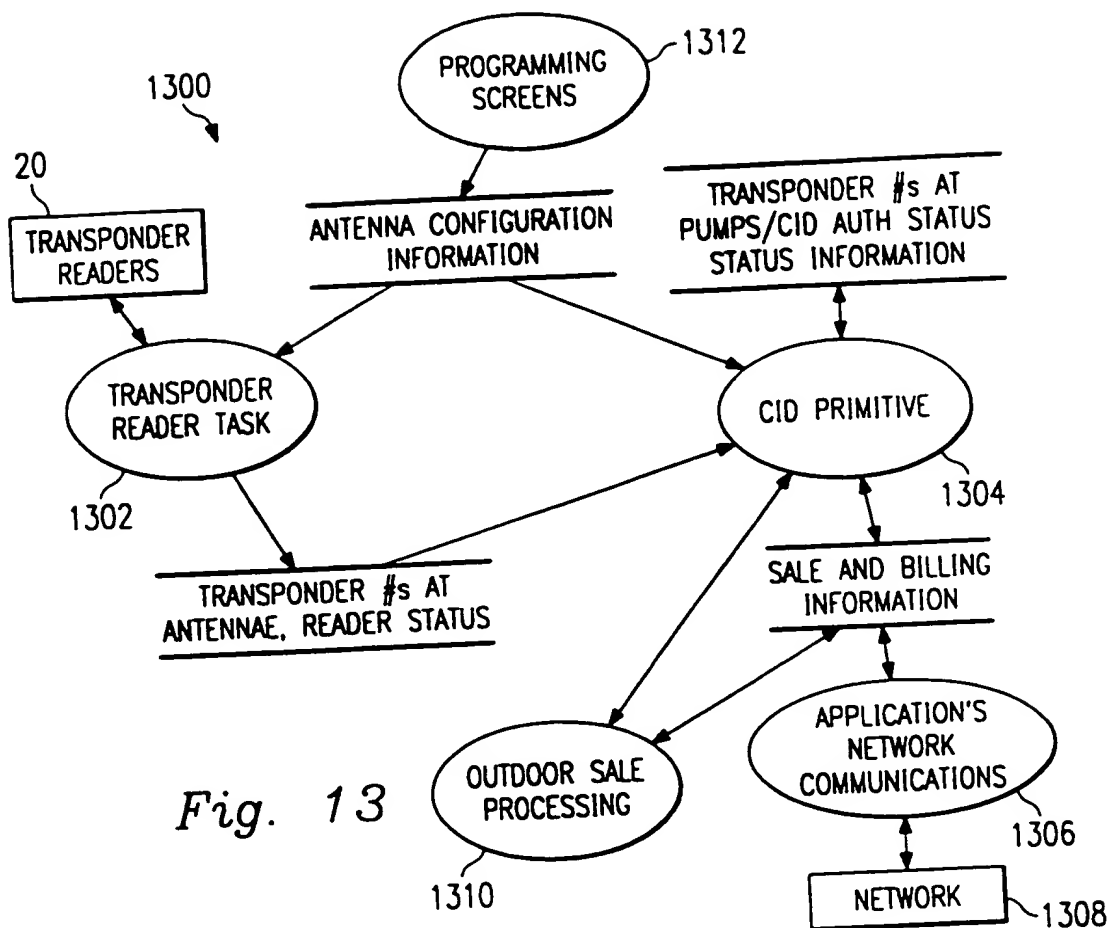 1312
PROGRAMMING
SCREENS
1300
20
TRANSPONDER
READERS
ANTENNA CONFIGURATION
INFORMATION
TRANSPONDER #s AT
PUMPS/CID AUTH STATUS
STATUS INFORMATION
TRANSPONDER
READER TASK
1302
CID PRIMITIVE
1304
TRANSPONDER #s AT
ANTENNAE, READER STATUS
SALE AND BILLING
INFORMATION
OUTDOOR SALE
PROCESSING
1310
APPLICATION'S
NETWORK
COMMUNICATIONS
1306
NETWORK
1308
Fig. 13